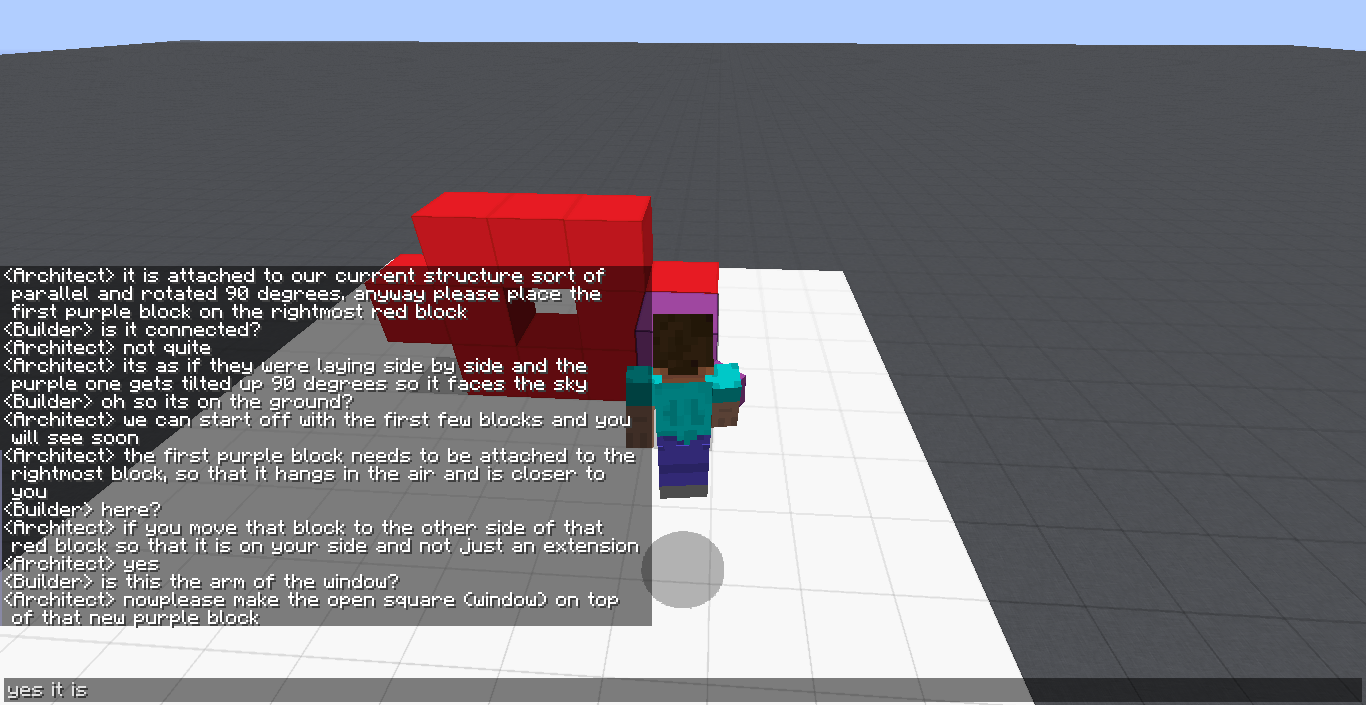 <Architect> it is attached to our current structure sort of
parallel and rotated 90 degrees, anyway please place the
first purple block on the rightmost red block
<Builder> is it connected?
<Architect> not quite
<Architect> its as if they were laying side by side and the
purple one gets tilted up 90 degrees so it faces the sky
<Builder> oh so its on the ground?
<Architect> we can start off with the first few blocks and you
will see soon
<Architect> the first purple block needs to be attached to the
rightmost block, so that it hangs in the air and is closer to
you
<Builder> here?
<Architect> if you move that block to the other side of that
red block so that it is on your side and not just an extension
<Architect> yes
<Builder> is this the arm of the window?
<Architect> nowplease make the open square (window) on top
of that new purple block
yes it is